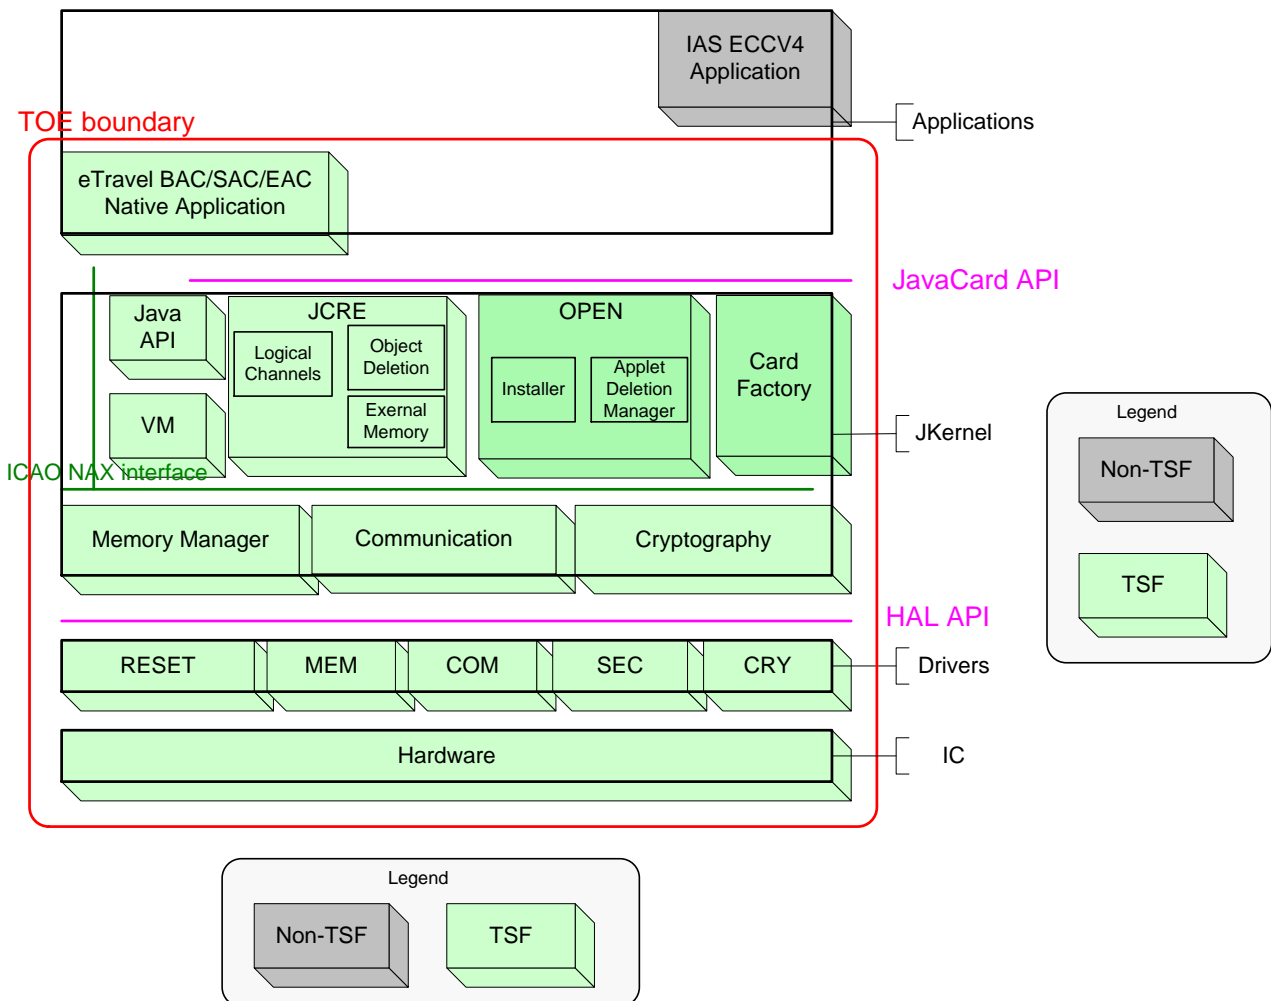 IAS ECCV4
Application
TOE boundary
Applications
eTravel BAC/SAC/EAC
Native Application
JavaCard API
Java
API
JCRE
OPEN
Logical
Channels
Object
Deletion
Installer
Applet
Deletion
Manager
Card
Factory
Exernal
Memory
VM
JKernel
ICAO NAX interface
Memory Manager
Communication
Cryptography
HAL API
RESET
MEM
COM
SEC
CRY
Drivers
Hardware
IC
Legend
Non-TSF
TSF
Legend
Non-TSF
TSF